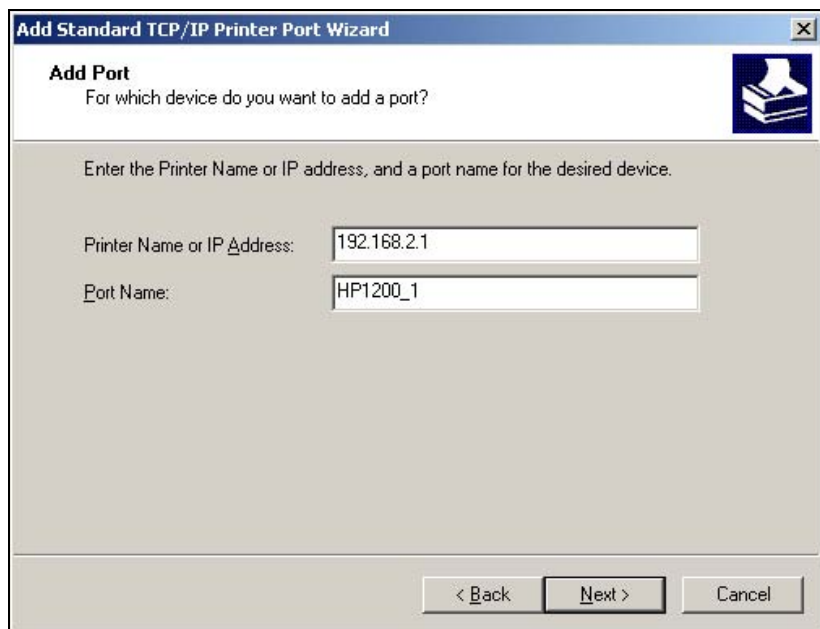 Add Standard TCP/IP Printer Port Wizard
Add Port
For which device do you want to add a port?
Enter the Printer Name or IP address, and a port name for the desired device.
Printer Name or IP Address: 192.168.2.1
Port Name: HP1200_1
< Back Next > Cancel